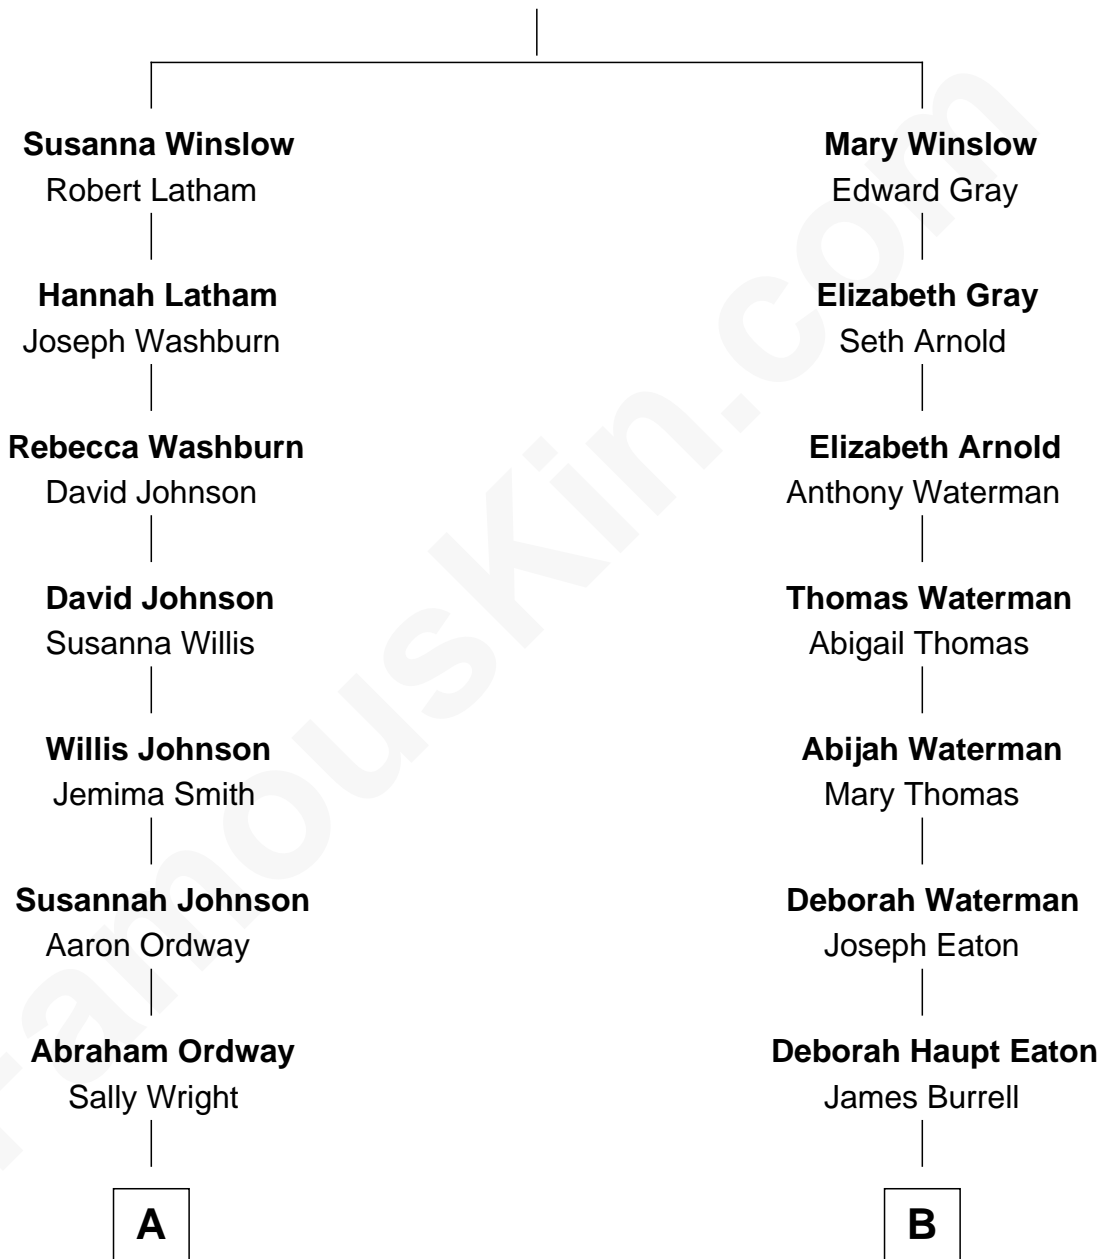 Susanna Winslow
Robert Latham
Hannah Latham
Joseph Washburn
Rebecca Washburn
David Johnson
David Johnson
Susanna Willis
Willis Johnson
Jemima Smith
Susannah Johnson
Aaron Ordway
Abraham Ordway
Sally Wright
A
Mary Winslow
Edward Gray
Elizabeth Gray
Seth Arnold
Elizabeth Arnold
Anthony Waterman
Thomas Waterman
Abigail Thomas
Abijah Waterman
Mary Thomas
Deborah Waterman
Joseph Eaton
Deborah Haupt Eaton
James Burrell
B
FamousKin.com